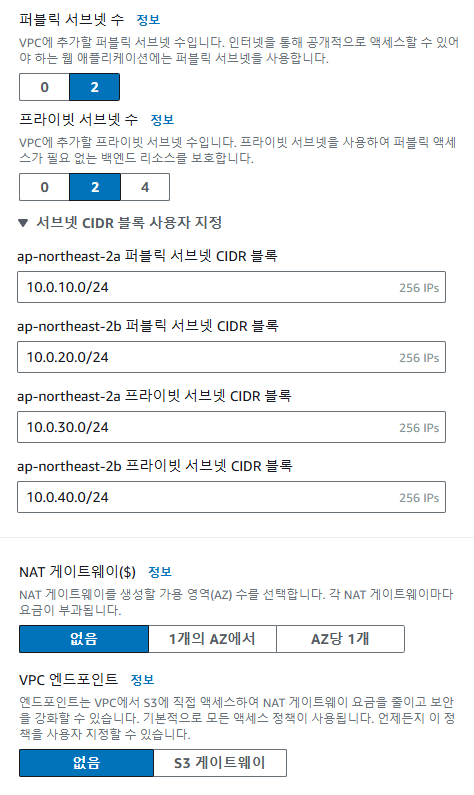 퍼블릭 서브넷 수 정보
VPC에 추가할 퍼블릭 서브넷 수입니다. 인터넷을 통해 공개적으로 액세스할 수 있어
야 하는 웹 애플리케이션에는 퍼블릭 서브넷을 사용합니다.
0 2
프라이빗 서브넷 수 정보
VPC에 추가할 프라이빗 서브넷 수입니다. 프라이빗 서브넷을 사용하여 퍼블릭 액세
스가 필요 없는 백엔드 리소스를 보호합니다.
0 2 4
▼ 서브넷 CIDR 블록 사용자 지정
ap-northeast-2a 퍼블릭 서브넷 CIDR 블록
10.0.10.0/24 256 IPs
ap-northeast-2b 퍼블릭 서브넷 CIDR 블록
10.0.20.0/24 256 IPs
ap-northeast-2a 프라이빗 서브넷 CIDR 블록
10.0.30.0/24 256 IPs
ap-northeast-2b 프라이빗 서브넷 CIDR 블록
10.0.40.0/24 256 IPs
NAT 게이트웨이($) 정보
NAT 게이트웨이를 생성할 가용 영역(AZ) 수를 선택합니다. 각 NAT 게이트웨이마다
요금이 부과됩니다.
없음 1개의 AZ에서 AZ당 1개
VPC 엔드포인트 정보
엔드포인트는 VPC에서 S3에 직접 액세스하여 NAT 게이트웨이 요금을 줄이고 보안
을 강화할 수 있습니다. 기본적으로 모든 액세스 정책이 사용됩니다. 언제든지 이 정
책을 사용자 지정할 수 있습니다.
없음 S3 게이트웨이